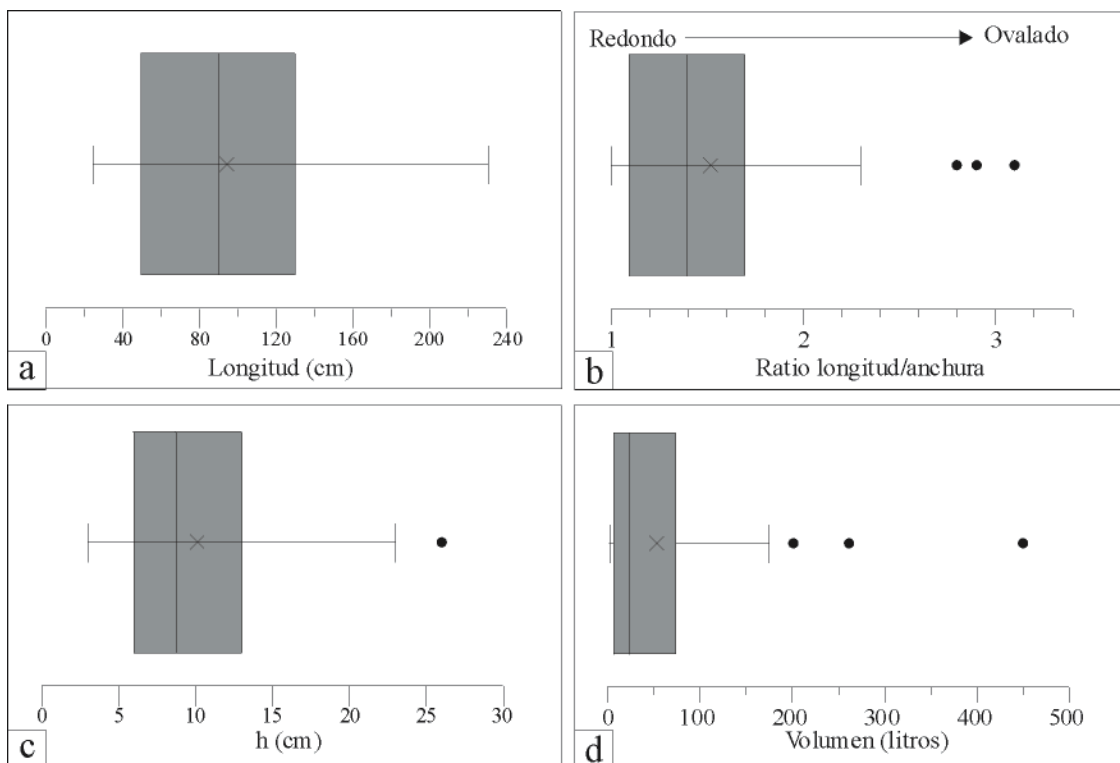 0 40 80 120 160 200 240
Longitud (cm)
a
Redondo Ovalado
1 2 3
Ratio longitud/anchura
b
0 5 10 15 20 25 30
h (cm)
c
0 100 200 300 400 500
Volumen (litros)
d